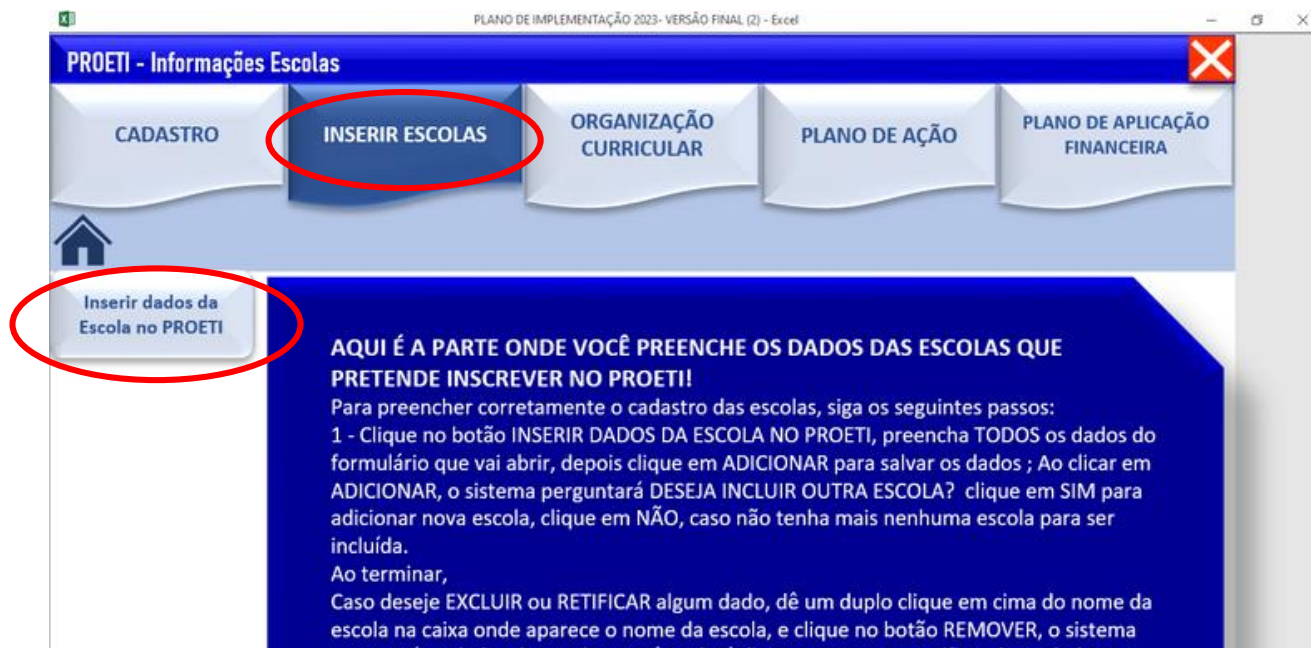 PLANO DE IMPLEMENTAÇÃO 2023- VERSÃO FINAL (2) - Excel
PROETI - Informações Escolas
CADASTRO
INSERIR ESCOLAS
ORGANIZAÇÃO
CURRICULAR
PLANO DE AÇÃO
PLANO DE APLICAÇÃO
FINANCEIRA
Inserir dados da
Escola no PROETI
AQUI É A PARTE ONDE VOCÊ PREENCHE OS DADOS DAS ESCOLAS QUE
PRETENDE INSCREVER NO PROETI!
Para preencher corretamente o cadastro das escolas, siga os seguintes passos:
1 - Clique no botão INSERIR DADOS DA ESCOLA NO PROETI, preencha TODOS os dados do
formulário que vai abrir, depois clique em ADICIONAR para salvar os dados ; Ao clicar em
ADICIONAR, o sistema perguntará DESEJA INCLUIR OUTRA ESCOLA? clique em SIM para
adicionar nova escola, clique em NÃO, caso não tenha mais nenhuma escola para ser
incluída.
Ao terminar,
Caso deseje EXCLUIR ou RETIFICAR algum dado, dê um duplo clique em cima do nome da
escola na caixa onde aparece o nome da escola, e clique no botão REMOVER, o sistema